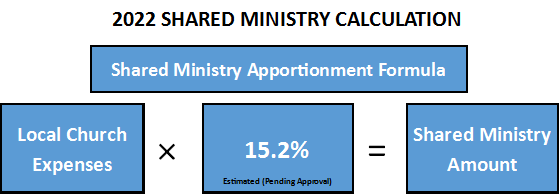 2022 SHARED MINISTRY CALCULATION
Shared Ministry Apportionment Formula
Local Church
Expenses
×
15.2%
Estimated (Pending Approval)
=
Shared Ministry
Amount